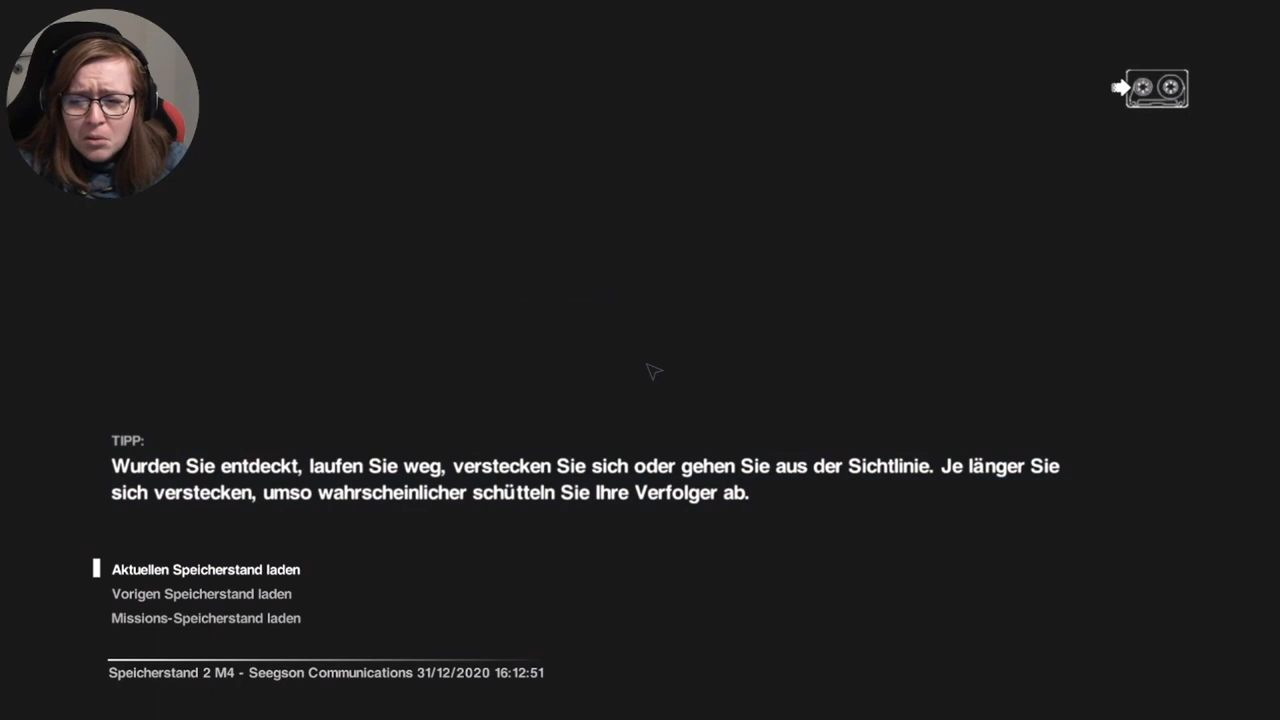 TIPP:
Wurden Sie entdeckt, laufen Sie weg, verstecken Sie sich oder gehen Sie aus der Sichtlinie. Je länger Sie
sich verstecken, umso wahrscheinlicher schütteln Sie Ihre Verfolger ab.
Aktuellen Speicherstand laden
Vorigen Speicherstand laden
Missions-Speicherstand laden
Speicherstand 2 M4 - Seegson Communications 31/12/2020 16:12:51